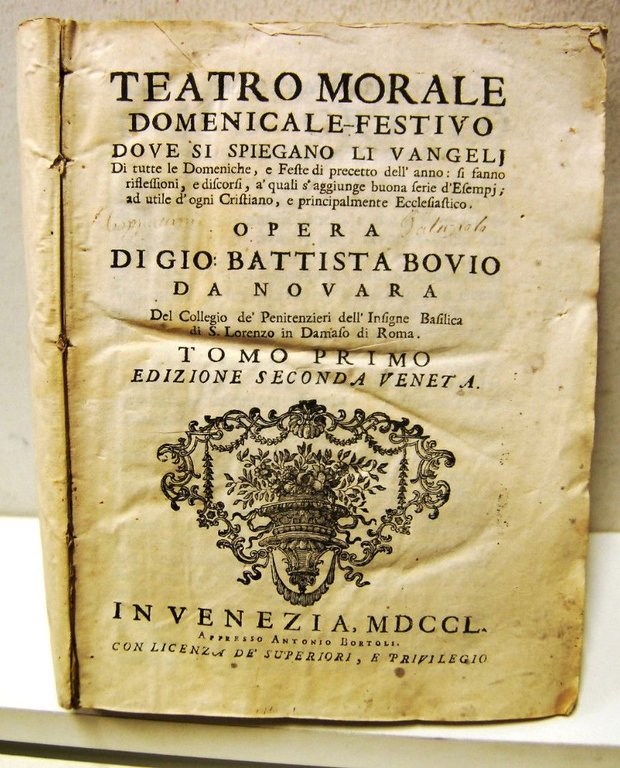 TEATRO MORALE
DOMENICALE-FESTIVO
DOVE SI SPIEGANO LI VANGELJ
Di tutte le Domeniche, e Feste di precetto dell' anno: si fanno
riflessioni, e discorsi, a' quali s' aggiunge buona serie d'Esempj;
ad utile d'ogni Cristiano, e principalmente Ecclesiastico.
OPERA
DI GIO: BATTISTA BOVIO
DA NOVARA
Del Collegio de' Penitenzieri dell' Insigne Basilica
di S. Lorenzo in Damaso di Roma.
TOMO PRIMO
EDIZIONE SECONDA VENETA.
IN VENEZIA, MDCCL.
APPRESSO ANTONIO BORTOLI.
CON LICENZA DE' SUPERIORI, E PRIVILEGIO